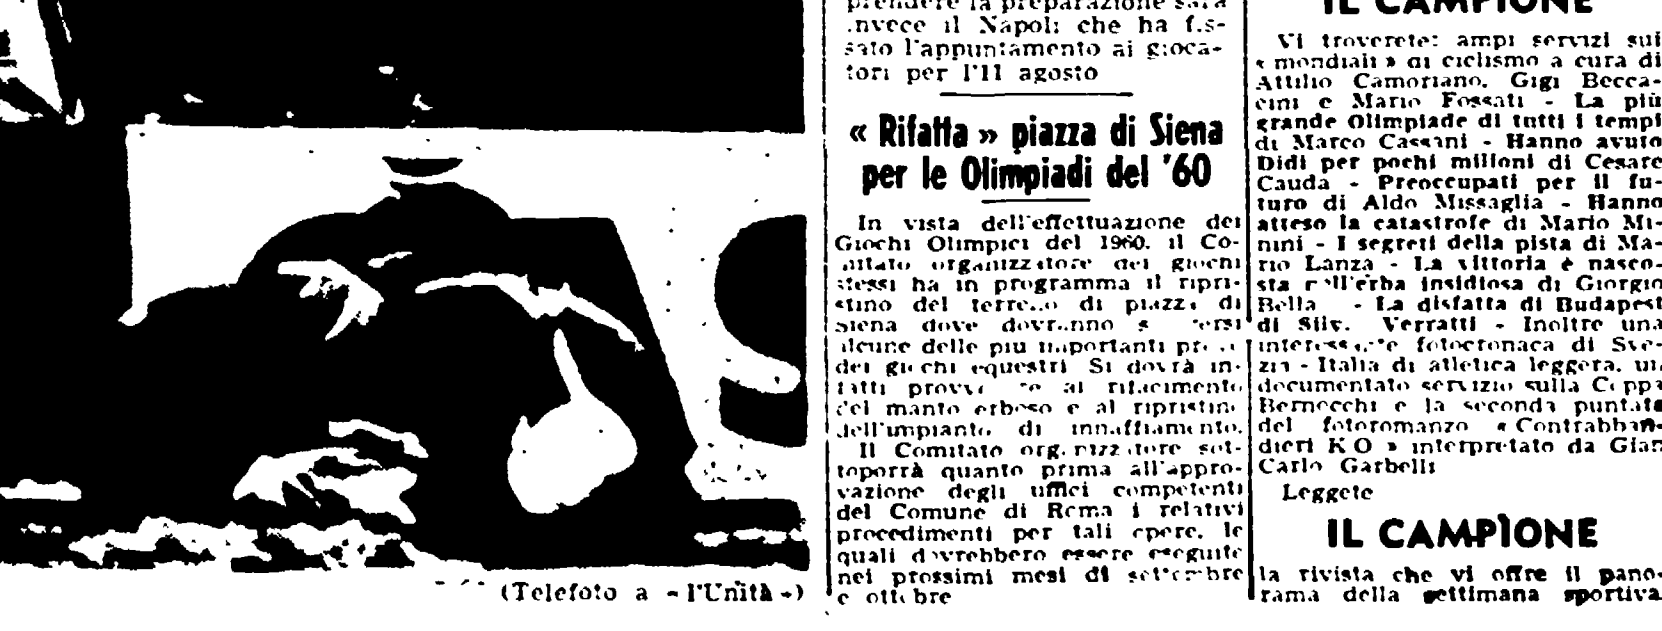 (Telefoto a « l'Unità »)
prendere la preparazione sarà
invece il Napoli che ha fis-
sato l'appuntamento ai gioca-
tori per l'11 agosto
« Rifatta » piazza di Siena
per le Olimpiadi del '60
In vista dell'effettuazione dei
Giochi Olimpici del 1960, il Co-
mitato organizzatore dei giochi
stessi ha in programma il ripri-
stino del terreno di piazza di
Siena dove dovranno
alcune delle più importanti
dei giochi equestri Si dovrà in-
fatti al rifacimento
del manto erboso e al ripristino
dell'impianto di innaffiamento.
Il Comitato organizzatore sot-
toporrà quanto prima all'appro-
vazione degli uffici competenti
del Comune di Roma i relativi
procedimenti per tali opere, le
quali dovrebbero essere eseguite
nei prossimi mesi di settembre
e ottobre
IL CAMPIONE
Vi troverete: ampi servizi sui
« mondiali » di ciclismo a cura di
Attilio Camoriano, Gigi Becca-
cini e Mario Fossati - La più
grande Olimpiade di tutti i tempi
di Marco Cassani - Hanno avuto
Didi per pochi milioni di Cesare
Cauda - Preoccupati per il fu-
turo di Aldo Missaglia - Hanno
atteso la catastrofe di Mario Mi-
nini - I segreti della pista di Ma-
rio Lanza - La vittoria è nasco-
sta nell'erba insidiosa di Giorgio
Bella - La disfatta di Budapest
di Silv. Verratti - Inoltre una
interessante fotocronaca di Sve-
zia - Italia di atletica leggera, un
documentato servizio sulla Coppa
Bernocchi e la seconda puntata
del fotoromanzo « Contrabban-
dieri K O » interpretato da Gian
Carlo Garbelli
Leggete
IL CAMPIONE
la rivista che vi offre il pano-
rama della settimana sportiva